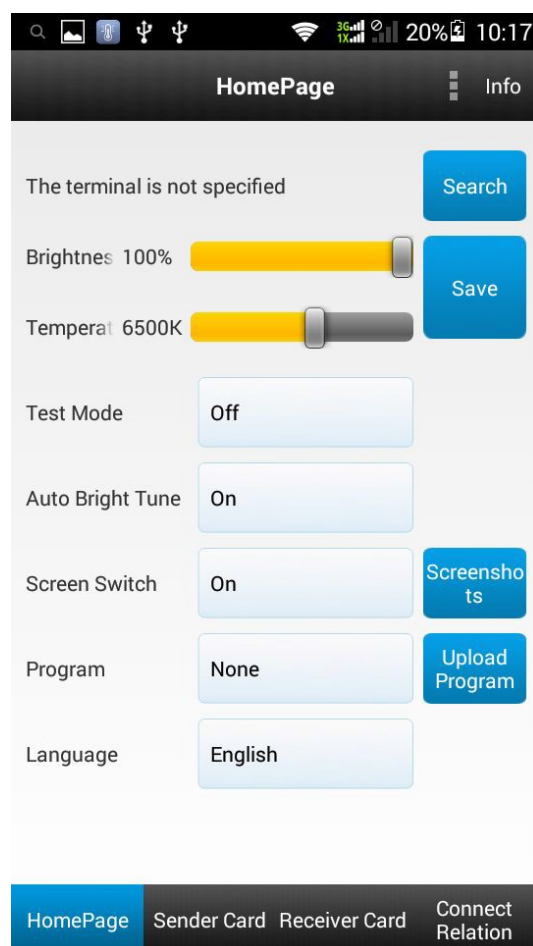 3G 1X 20% 10:17
HomePage Info
The terminal is not specified Search
Brightnes 100%
Save
Temperat 6500K
Test Mode Off
Auto Bright Tune On
Screen Switch On Screensho
ts
Program None Upload
Program
Language English
HomePage Sender Card Receiver Card Connect
Relation